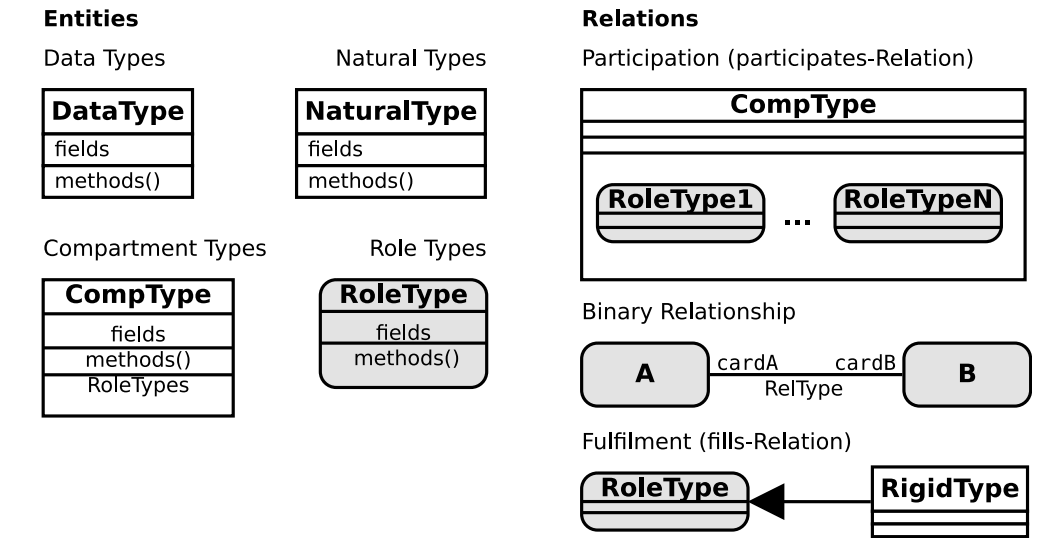 Entities
Data Types
Natural Types
DataType
fields
methods()
NaturalType
fields
methods()
Compartment Types
Role Types
CompType
fields
methods()
RoleTypes
RoleType
fields
methods()
Relations
Participation (participates-Relation)
CompType
RoleType1
...
RoleTypeN
Binary Relationship
A
cardA
cardB
RelType
B
Fulfilment (fills-Relation)
RoleType
RigidType